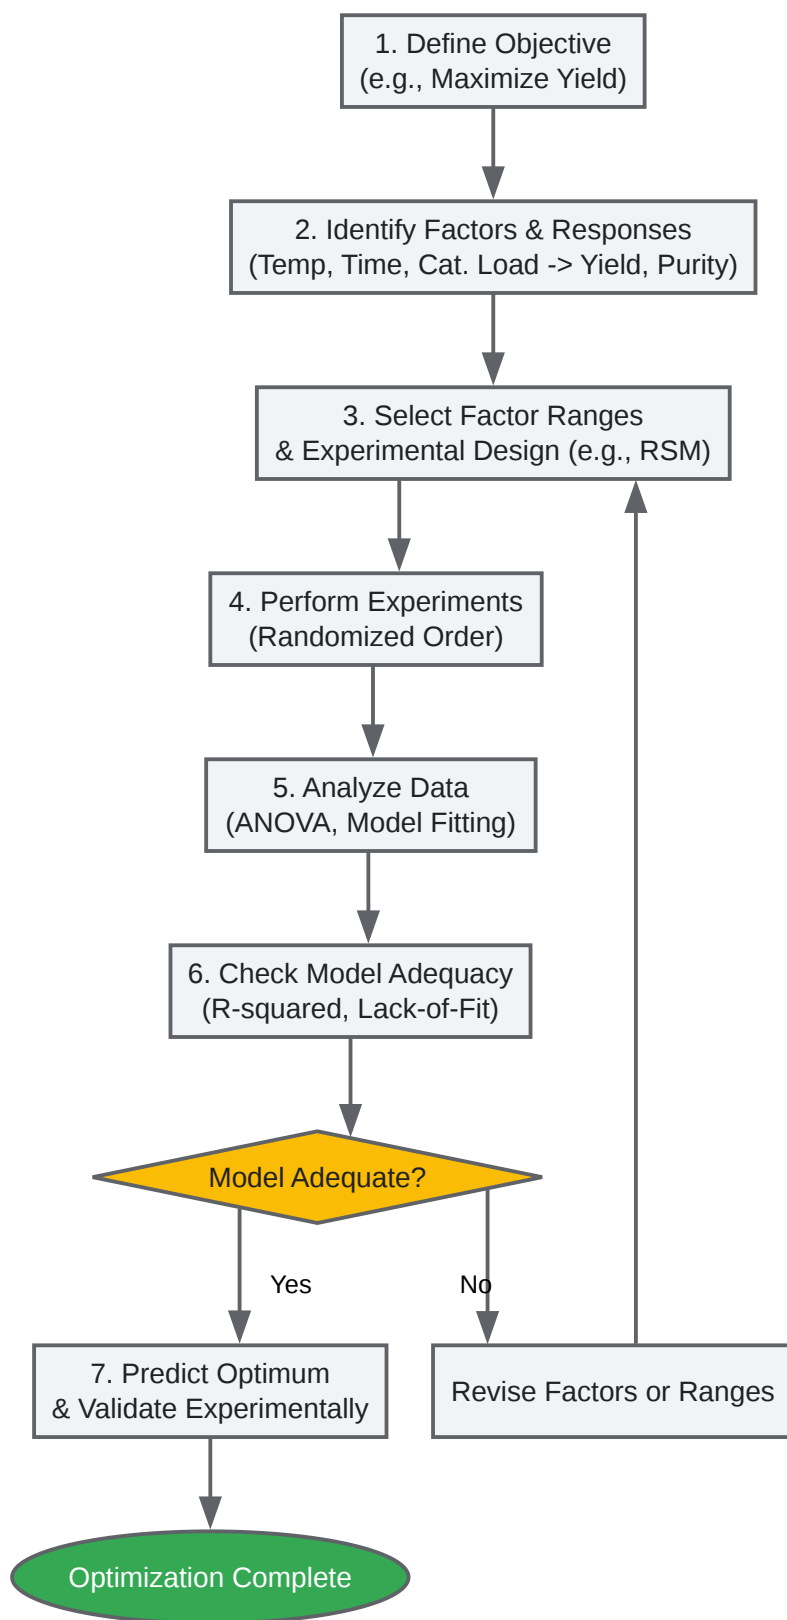 1. Define Objective
(e.g., Maximize Yield)
2. Identify Factors & Responses
(Temp, Time, Cat. Load -> Yield, Purity)
3. Select Factor Ranges
& Experimental Design (e.g., RSM)
4. Perform Experiments
(Randomized Order)
5. Analyze Data
(ANOVA, Model Fitting)
6. Check Model Adequacy
(R-squared, Lack-of-Fit)
Model Adequate?
Yes
No
7. Predict Optimum
& Validate Experimentally
Revise Factors or Ranges
Optimization Complete